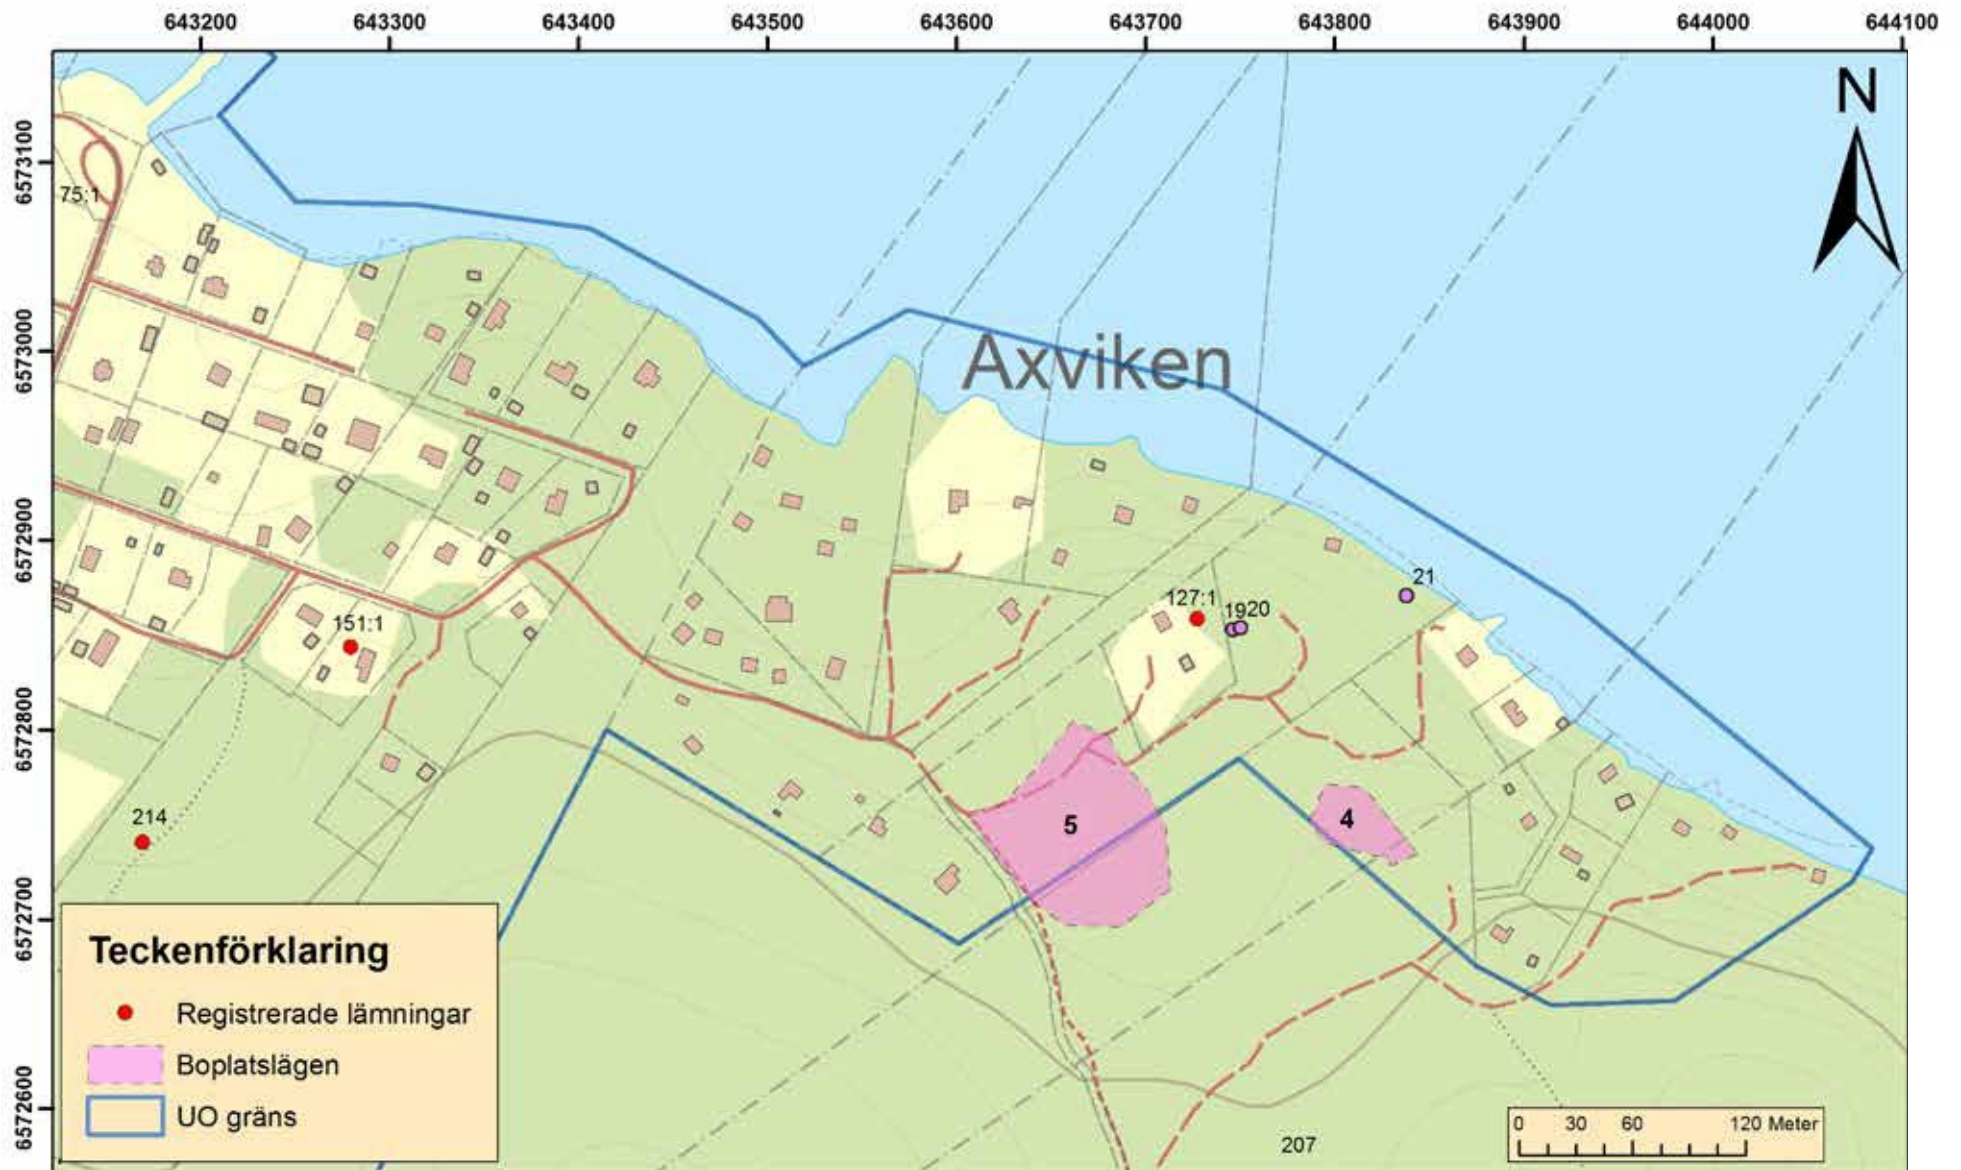 643200 643300 643400 643500 643600 643700 643800 643900 644000 644100
N
6573100
75:1
6573000
Axviken
6572900
21
127:1
1920
151:1
6572800
214
5
4
6572700
Teckenförklaring
Registrerade lämningar
Boplatslägen
UO gräns
6572600
0 30 60 120 Meter
207